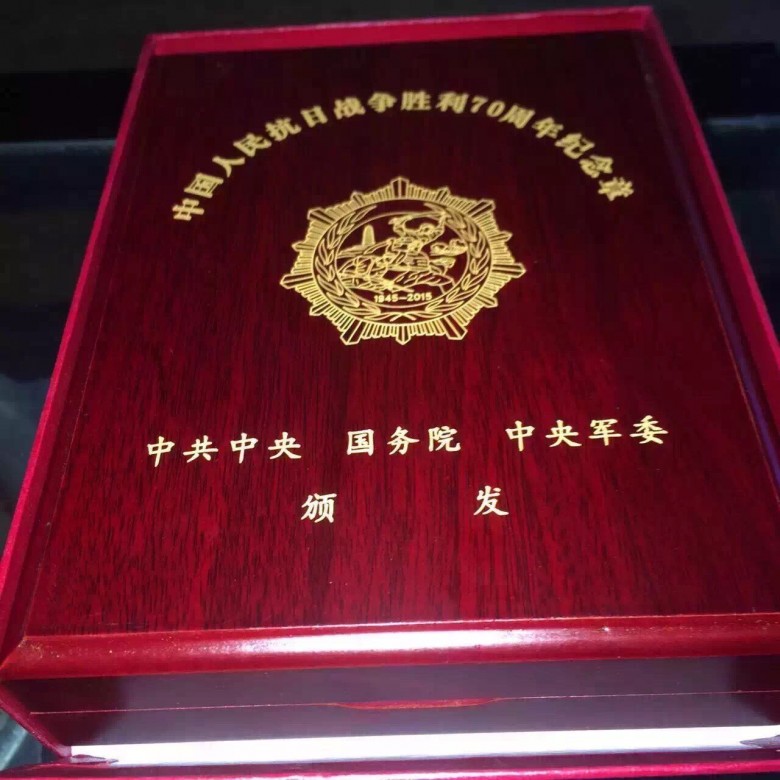 中国人民抗日战争胜利70周年纪念章
1945-2015
中共中央 国务院 中央军委
颁 发